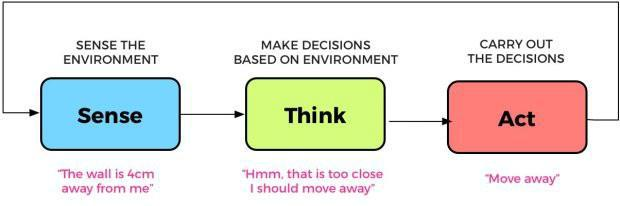 SENSE THE
ENVIRONMENT
MAKE DECISIONS
BASED ON ENVIRONMENT
CARRY OUT
THE DECISIONS
Sense
Think
Act
"The wall is 4cm
away from me"
"Hmm, that is too close
I should move away"
"Move away"